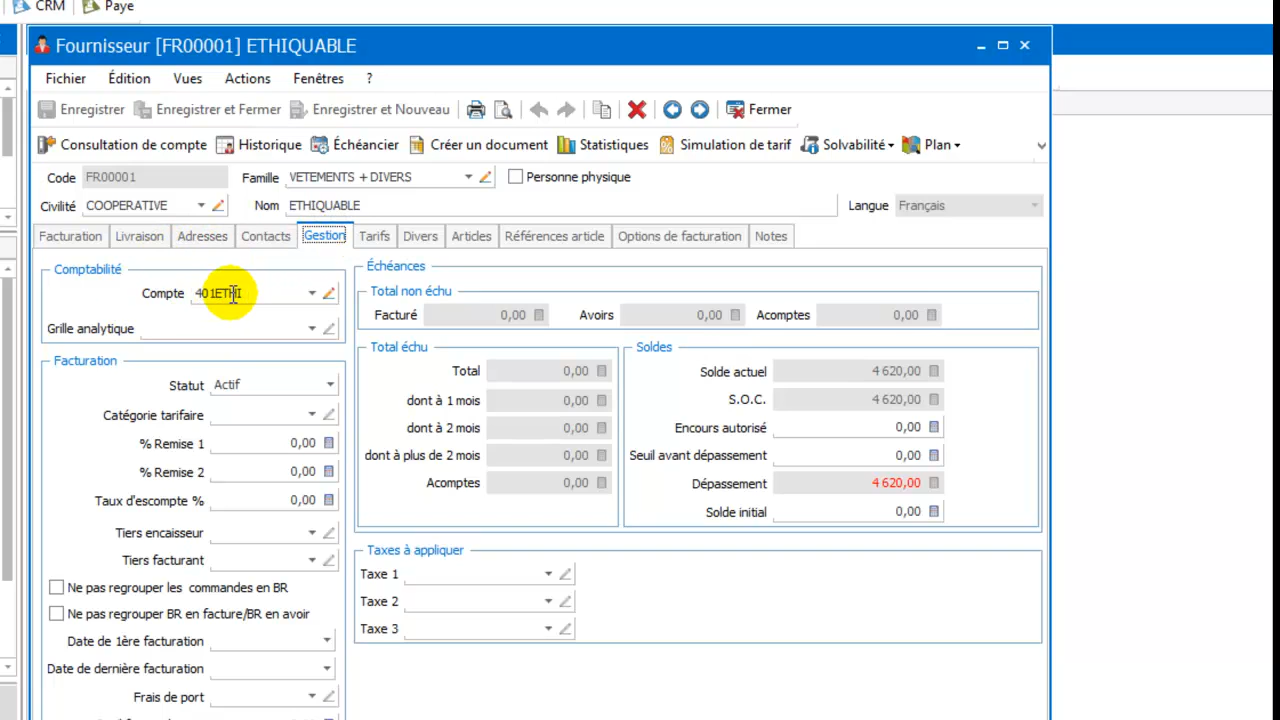 CRM Paye
Fournisseur [FR00001] ETHIQUABLE
Fichier Édition Vues Actions Fenêtres ?
Enregistrer Enregistrer et Fermer Enregistrer et Nouveau Fermer
Consultation de compte Historique Échéancier Créer un document Statistiques Simulation de tarif Solvabilité Plan
Code FR00001 Famille VETEMENTS + DIVERS Personne physique
Civilité COOPERATIVE Nom ETHIQUABLE Langue Français
Facturation Livraison Adresses Contacts Gestion Tarifs Divers Articles Références article Options de facturation Notes
Comptabilité
Compte 401ETHI
Grille analytique
Facturation
Statut Actif
Catégorie tarifaire
% Remise 1 0,00
% Remise 2 0,00
Taux d'escompte % 0,00
Tiers encaisseur
Tiers facturant
Ne pas regrouper les commandes en BR
Ne pas regrouper BR en facture/BR en avoir
Date de 1ère facturation
Date de dernière facturation
Frais de port
Échéances
Total non échu
Facturé 0,00 Avoirs 0,00 Acomptes 0,00
Total échu
Total 0,00
dont à 1 mois 0,00
dont à 2 mois 0,00
dont à plus de 2 mois 0,00
Acomptes 0,00
Soldes
Solde actuel 4 620,00
S.O.C. 4 620,00
Encours autorisé 0,00
Seuil avant dépassement 0,00
Dépassement 4 620,00
Solde initial 0,00
Taxes à appliquer
Taxe 1
Taxe 2
Taxe 3